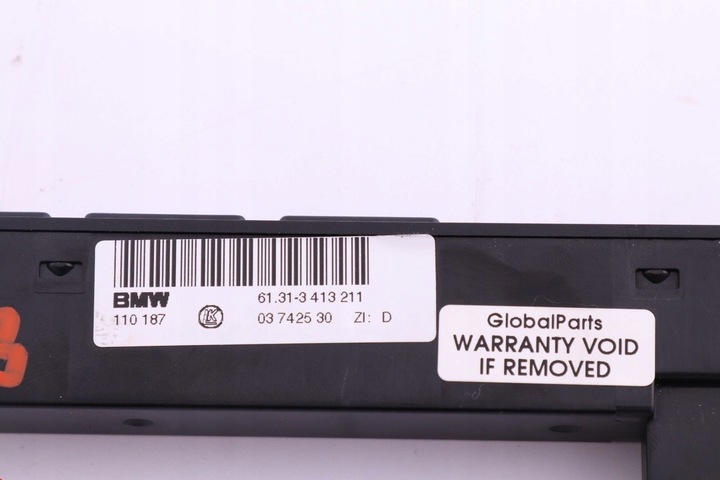 BMW 61.31-3 413 211
110 187 K 03 7425 30 ZI: D
GlobalParts
WARRANTY VOID
IF REMOVED